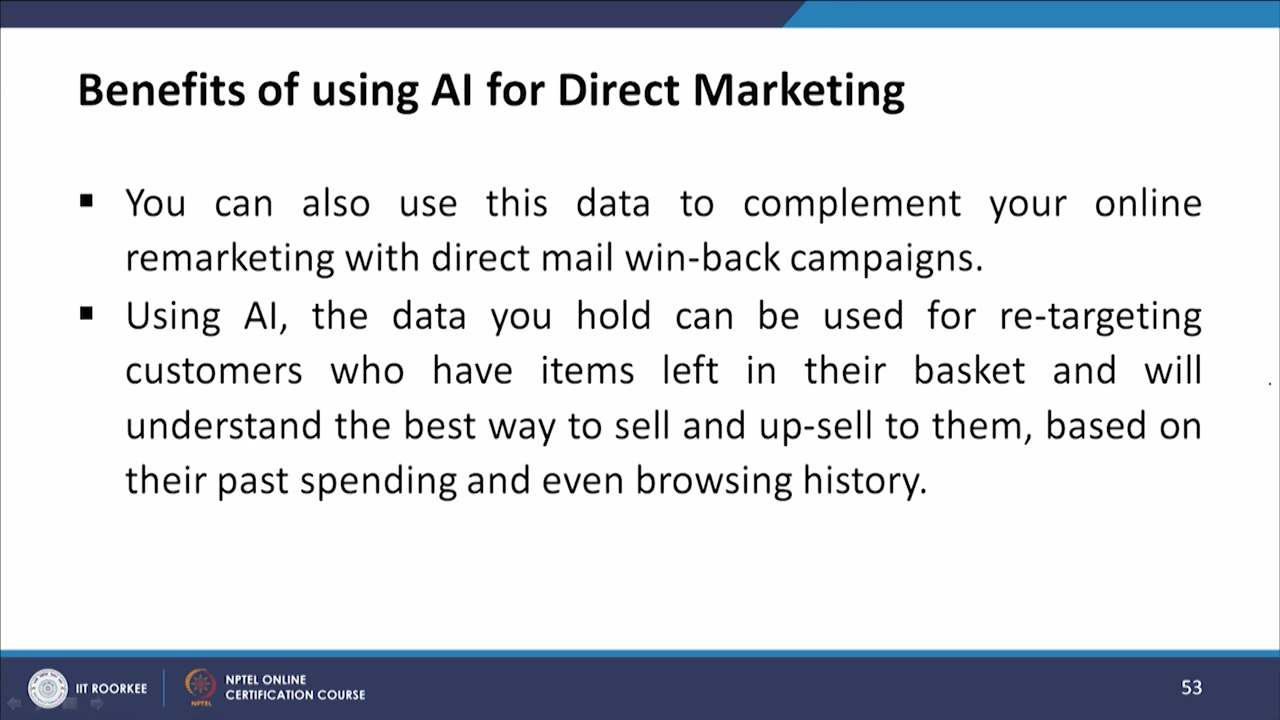 Benefits of using AI for Direct Marketing
▪ You can also use this data to complement your online
remarketing with direct mail win-back campaigns.
▪ Using AI, the data you hold can be used for re-targeting
customers who have items left in their basket and will
understand the best way to sell and up-sell to them, based on
their past spending and even browsing history.
IIT ROORKEE
NPTEL
NPTEL ONLINE
CERTIFICATION COURSE
53